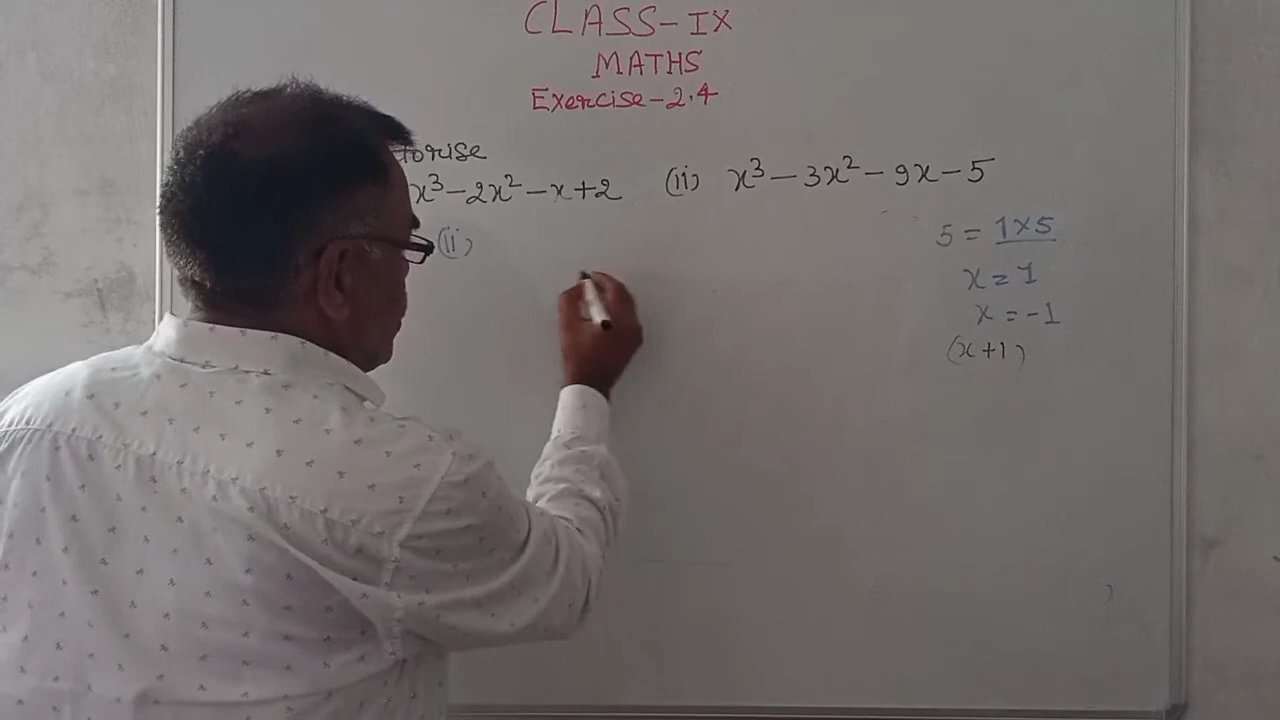 CLASS-IX
MATHS
Exercise-2.4
torise
x³-2x²-x+2 (ii) x³-3x²-9x-5
(ii)
5 = 1×5
x = 1
x = -1
(x+1)